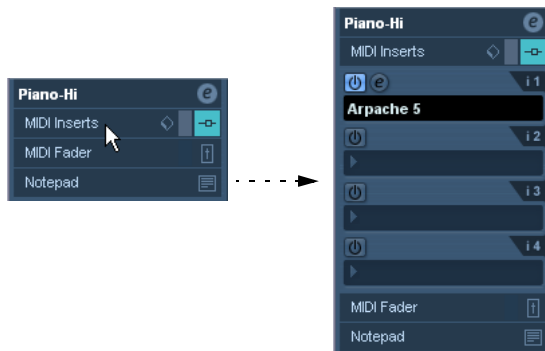 Piano-Hi
MIDI Inserts
MIDI Fader
Notepad
Piano-Hi
MIDI Inserts
i 1
Arpache 5
i 2
i 3
i 4
MIDI Fader
Notepad